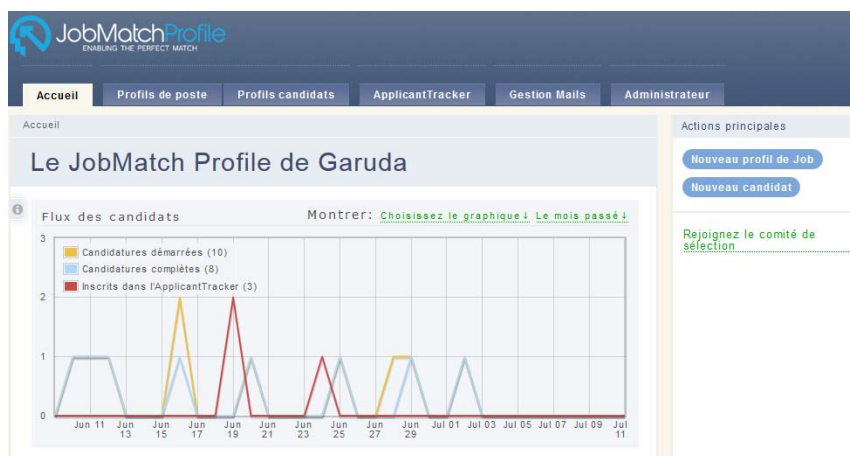 JobMatchProfile
ENABLING THE PERFECT MATCH
Accueil Profils de poste Profils candidats ApplicantTracker Gestion Mails Administrateur
Accueil
Actions principales
Le JobMatch Profile de Garuda
Nouveau profil de Job
Nouveau candidat
Flux des candidats Montrer: Choisissez le graphique↓ Le mois passé↓
Rejoignez le comité de
sélection
3
Candidatures démarrées (10)
Candidatures complètes (8)
Inscrits dans l'ApplicantTracker (3)
2
1
0
Jun 11 Jun 13 Jun 15 Jun 17 Jun 19 Jun 21 Jun 23 Jun 25 Jun 27 Jun 29 Jul 01 Jul 03 Jul 05 Jul 07 Jul 09 Jul 11